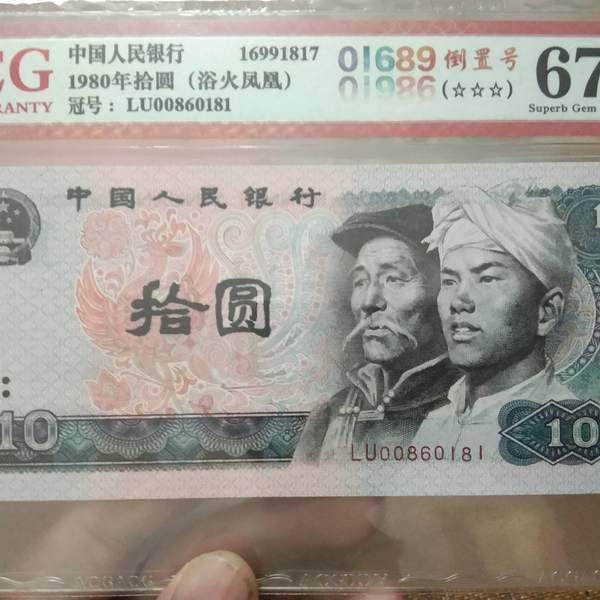 CG
RANTY
中国人民银行 16991817
1980年拾圆（浴火凤凰）
冠号：LU00860181
01689
01986
倒置号
(☆☆☆)
67
Superb Gem
中国人民银行
拾圆
LU00860181
10
10
ACGACG